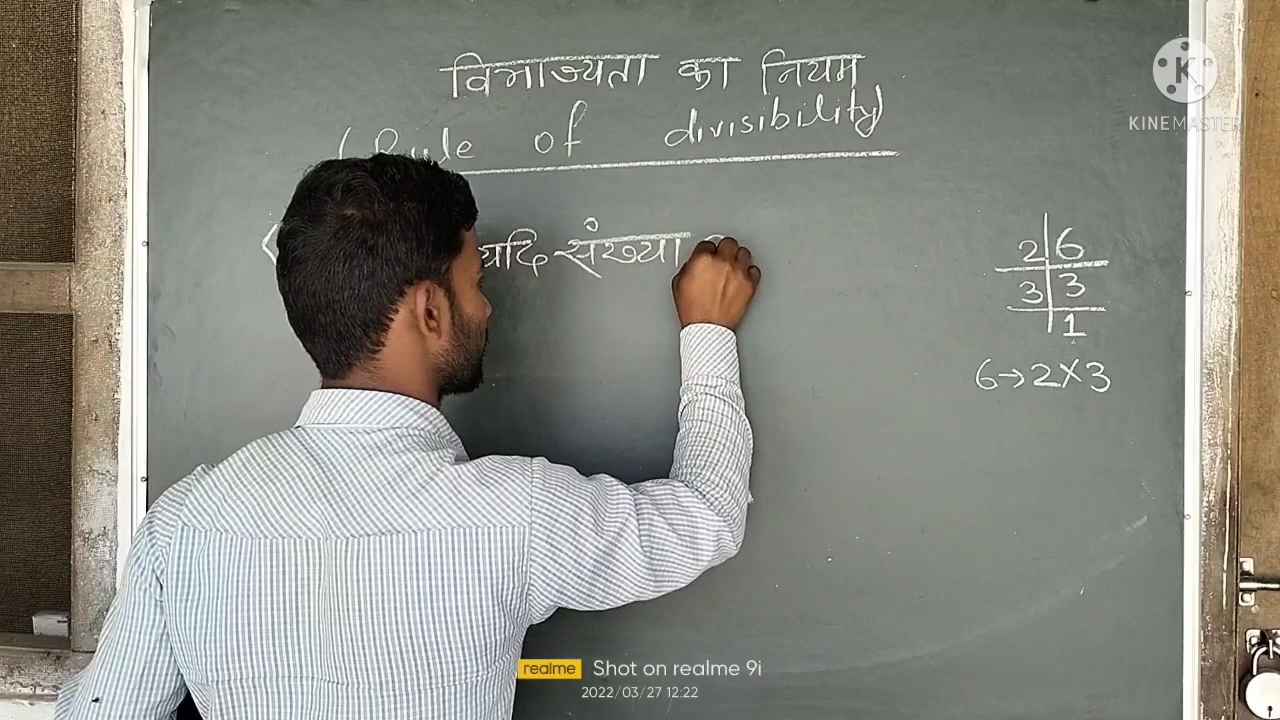 विभाज्यता का नियम
(Rule of divisibility)
यदि संख्या
2 6
3 3
1
6→2×3
K
KINEMASTER
realme Shot on realme 9i
2022/03/27 12:22